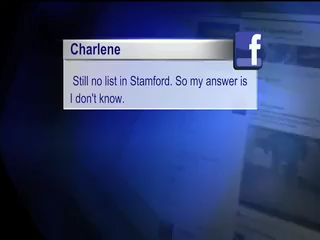 Charlene
f
Still no list in Stamford. So my answer is
I don't know.